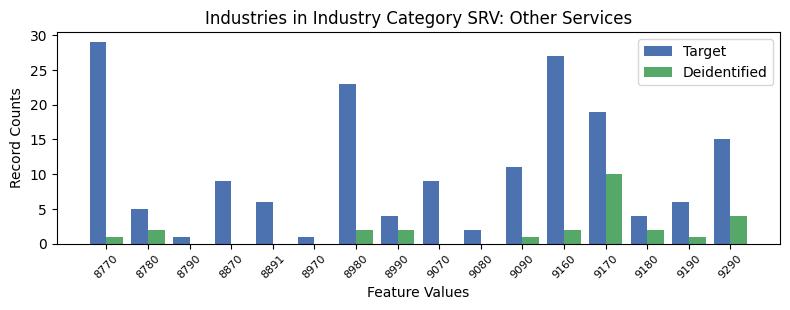 Industries in Industry Category SRV: Other Services
Target
Deidentified
Record Counts
30
25
20
15
10
5
0
8770 8780 8790 8870 8891 8970 8980 8990 9070 9080 9090 9160 9170 9180 9190 9290
Feature Values